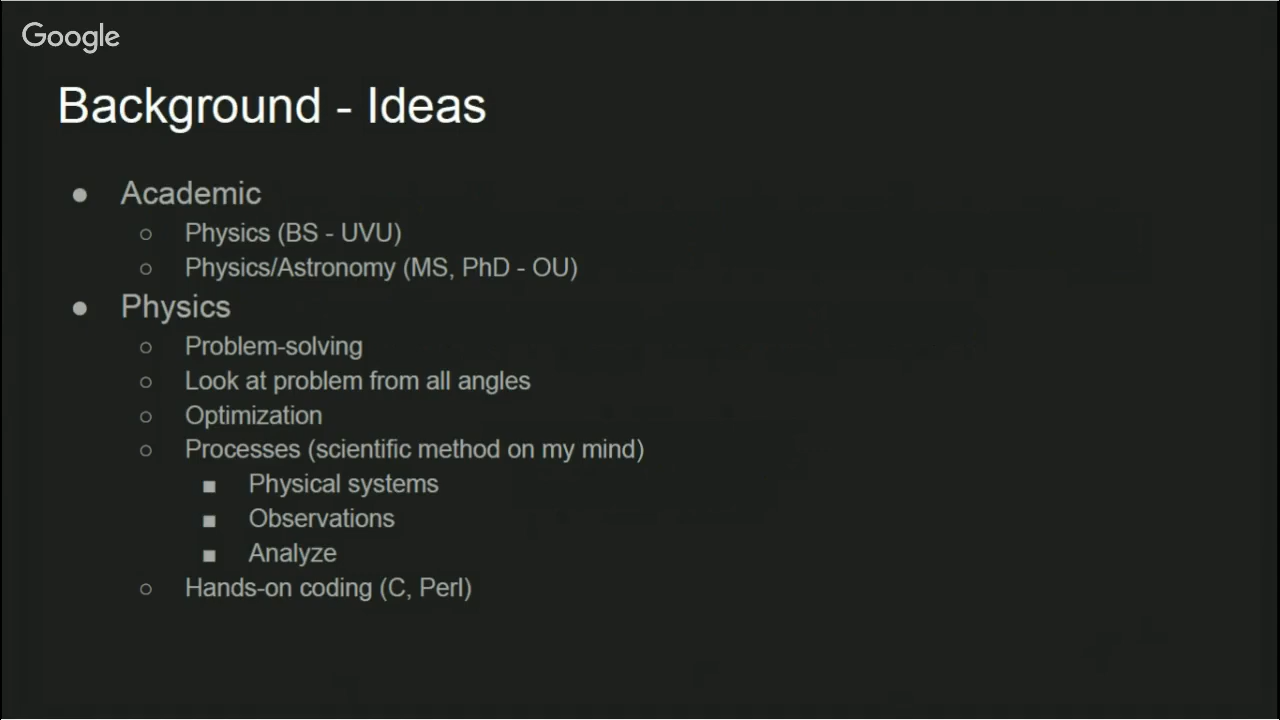 Google
Background - Ideas
● Academic
○ Physics (BS - UVU)
○ Physics/Astronomy (MS, PhD - OU)
● Physics
○ Problem-solving
○ Look at problem from all angles
○ Optimization
○ Processes (scientific method on my mind)
■ Physical systems
■ Observations
■ Analyze
○ Hands-on coding (C, Perl)